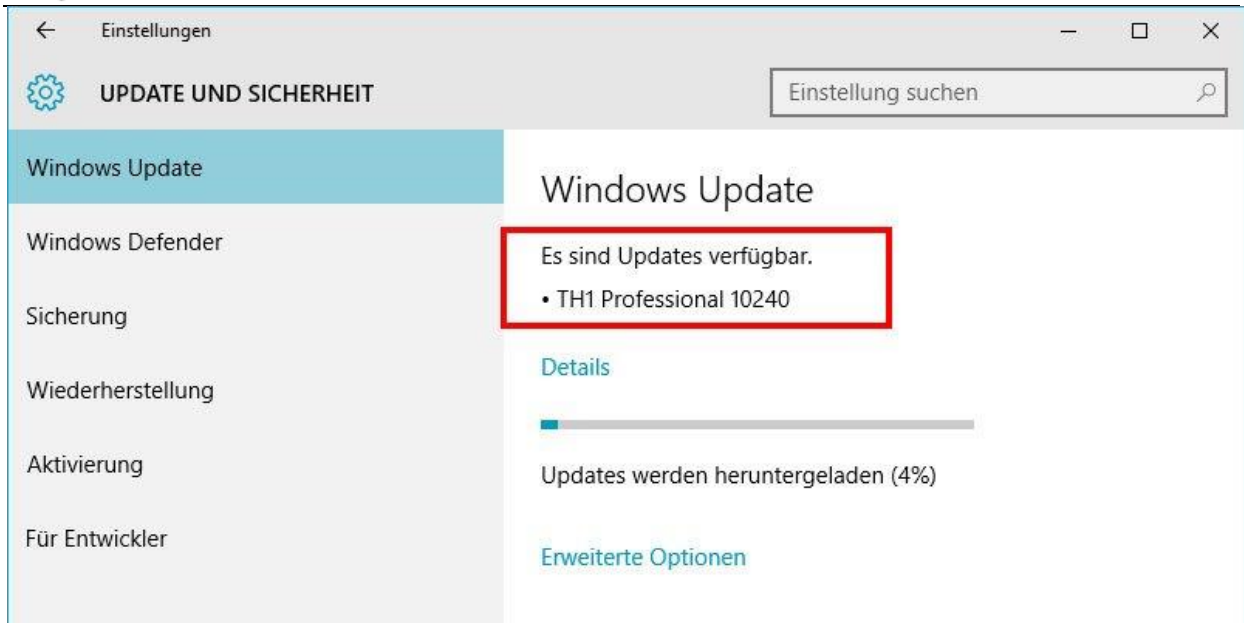 Einstellungen
UPDATE UND SICHERHEIT
Einstellung suchen
Windows Update
Windows Defender
Sicherung
Wiederherstellung
Aktivierung
Für Entwickler
Windows Update
Es sind Updates verfügbar.
• TH1 Professional 10240
Details
Updates werden heruntergeladen (4%)
Erweiterte Optionen